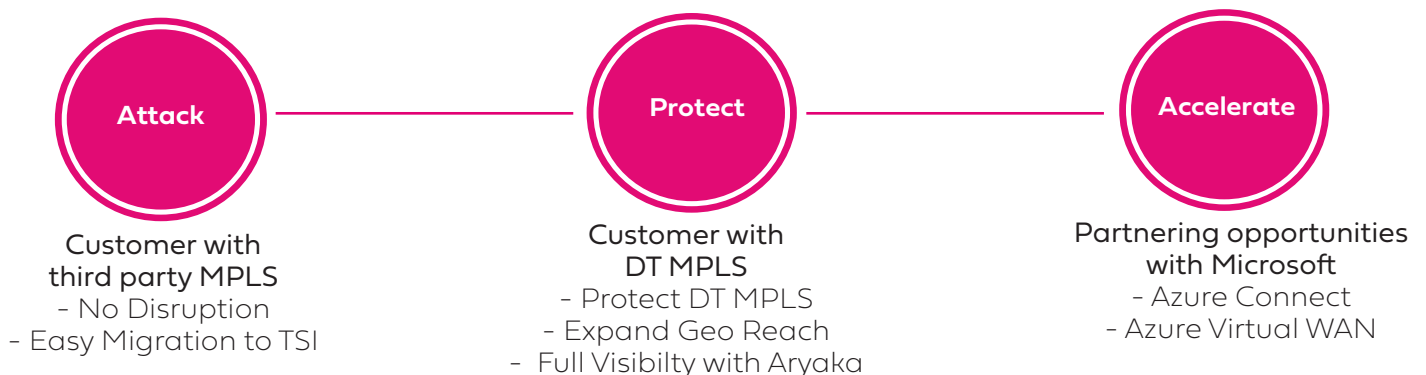 Attack
Customer with
third party MPLS
- No Disruption
- Easy Migration to TSI
Protect
Customer with
DT MPLS
- Protect DT MPLS
- Expand Geo Reach
- Full Visibilty with Aryaka
Accelerate
Partnering opportunities
with Microsoft
- Azure Connect
- Azure Virtual WAN